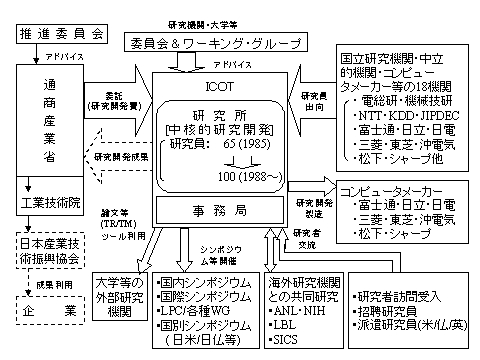 研究機関・大学等
推進委員会
委員会＆ワーキング・グループ
アドバイス
アドバイス
通商産業省
委託
(研究開発費)
研究開発成果
ICOT
研究所
[中核的研究開発]
研究員: 65(1985)
100(1988～)
事務局
研究員
出向
国立研究機関・中立
的機関・コンピュー
タメーカー等の18機関
・電総研・機械技研
・NTT・KDD・JIPDEC
・富士通・日立・日電
・三菱・東芝・沖電気
・松下・シャープ他
工業技術院
日本産業技
術振興協会
成果利用
企業
論文等
(TR/TM)
ツール利用
シンポジウ
ム等開催
研究者
交流
研究開発
製造
コンピュータメーカー
・富士通・日立・日電
・三菱・東芝・沖電気
・松下・シャープ
大学等の
外部研究
機関
・国内シンポジウム
・国際シンポジウム
・LPC/各種WG
・国別シンポジウム
(日米/日仏等)
海外研究機関
との共同研究
・ANL・NIH
・LBL
・SICS
・研究者訪問受入
・招聘研究員
・派遣研究員(米/仏/英)